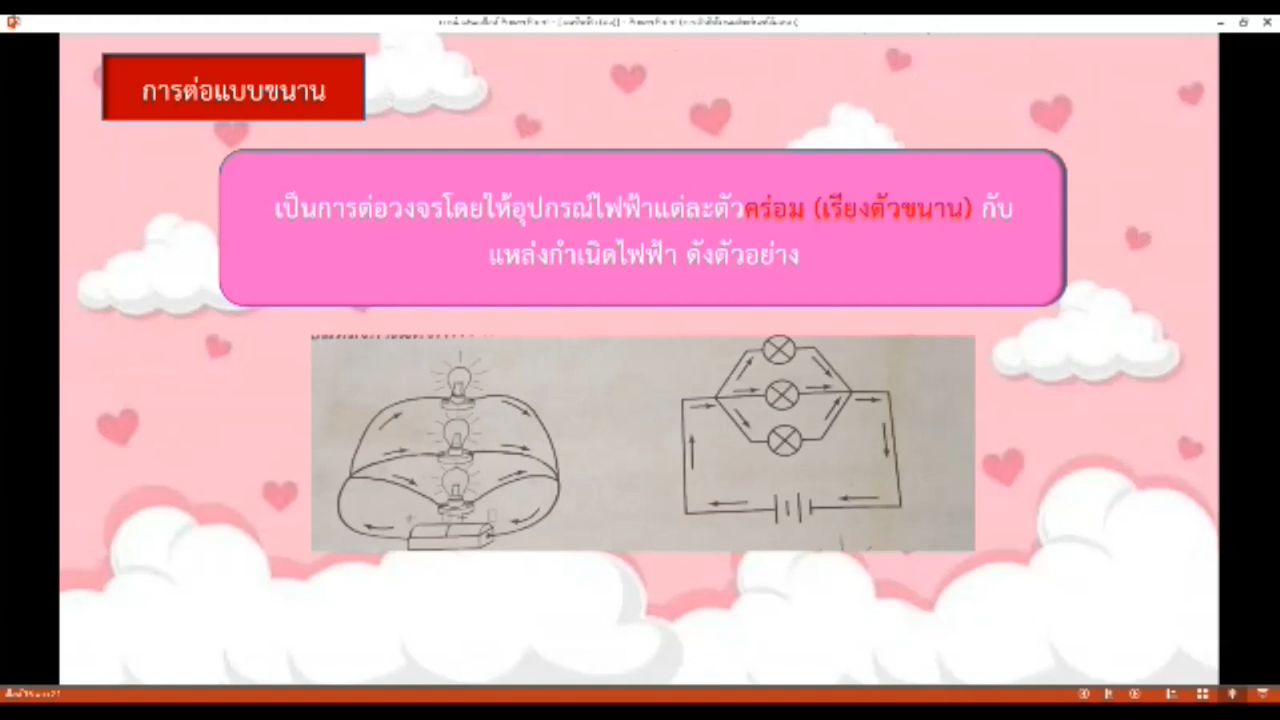 การต่อแบบขนาน
เป็นการต่อวงจรโดยให้อุปกรณ์ไฟฟ้าแต่ละตัวคร่อม (เรียงตัวขนาน) กับ
แหล่งกำเนิดไฟฟ้า ดังตัวอย่าง